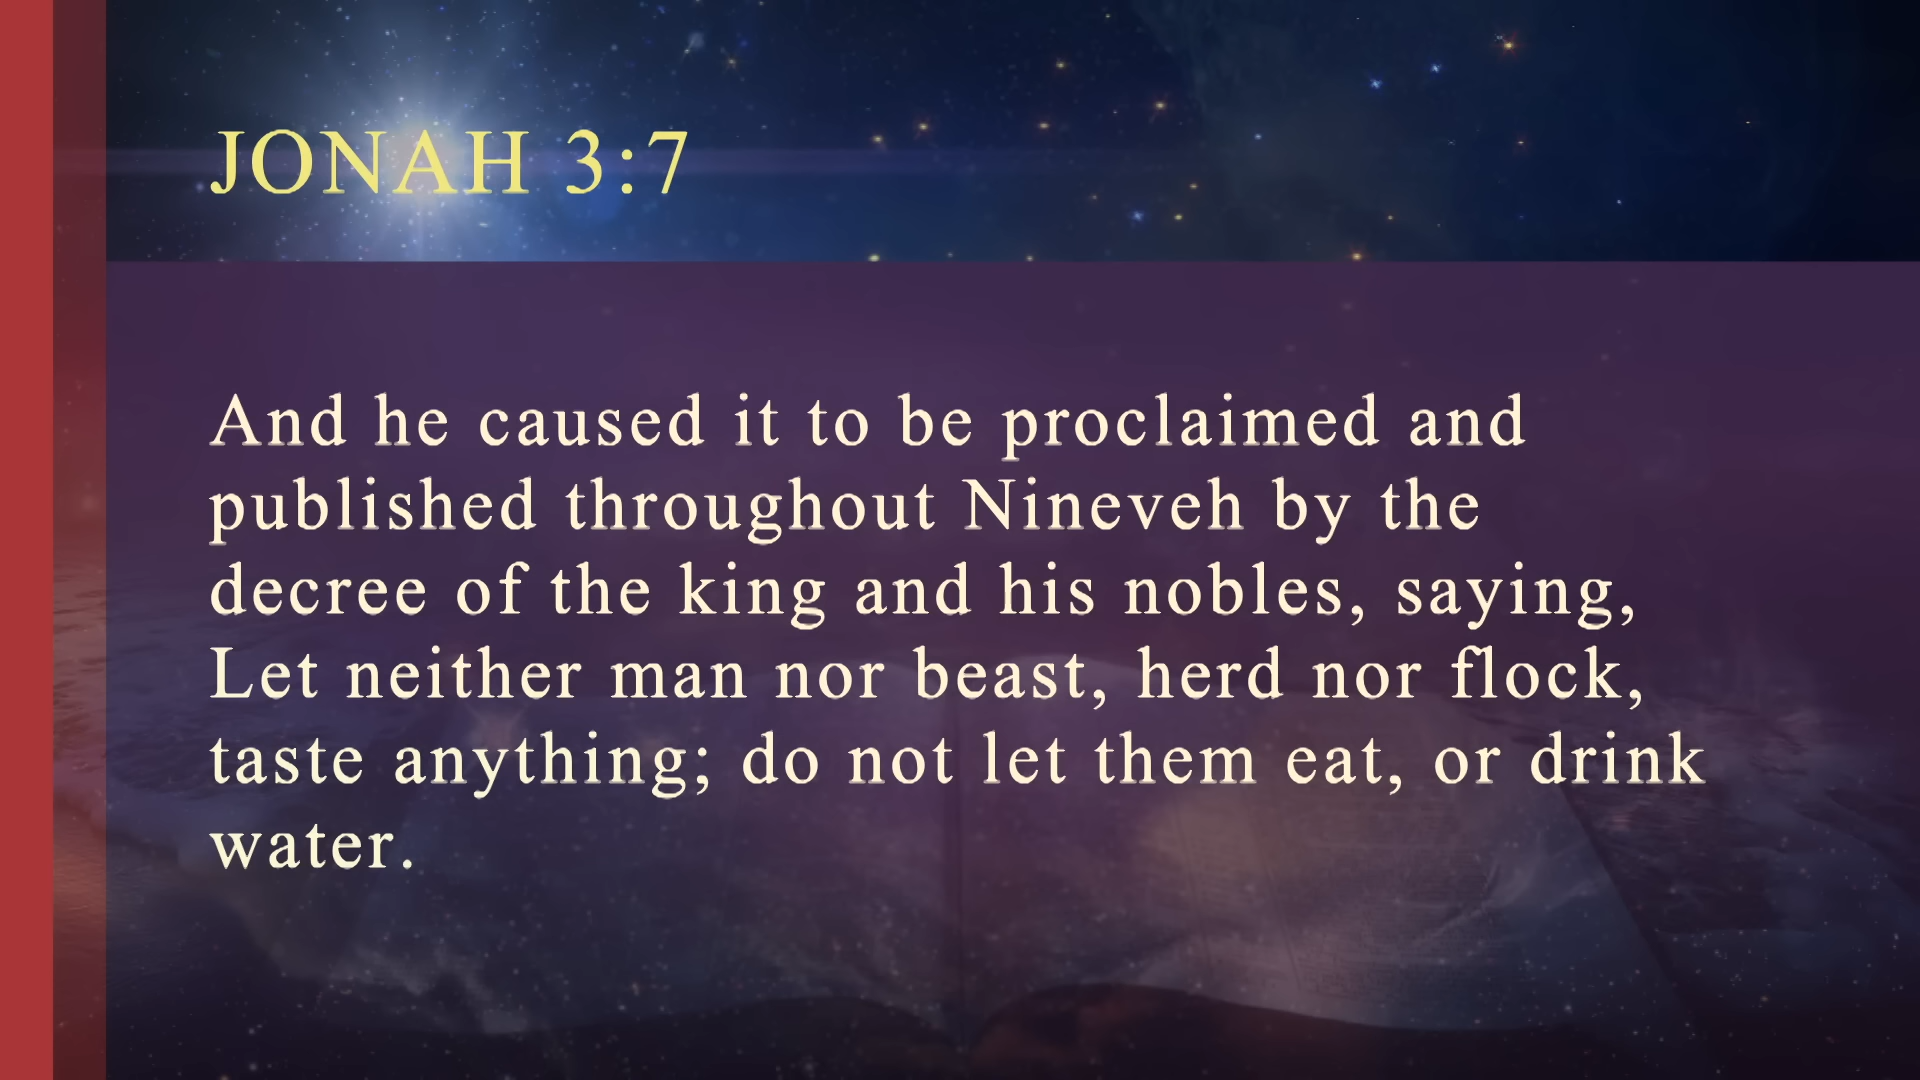 JONAH 3:7
And he caused it to be proclaimed and
published throughout Nineveh by the
decree of the king and his nobles, saying,
Let neither man nor beast, herd nor flock,
taste anything; do not let them eat, or drink
water.